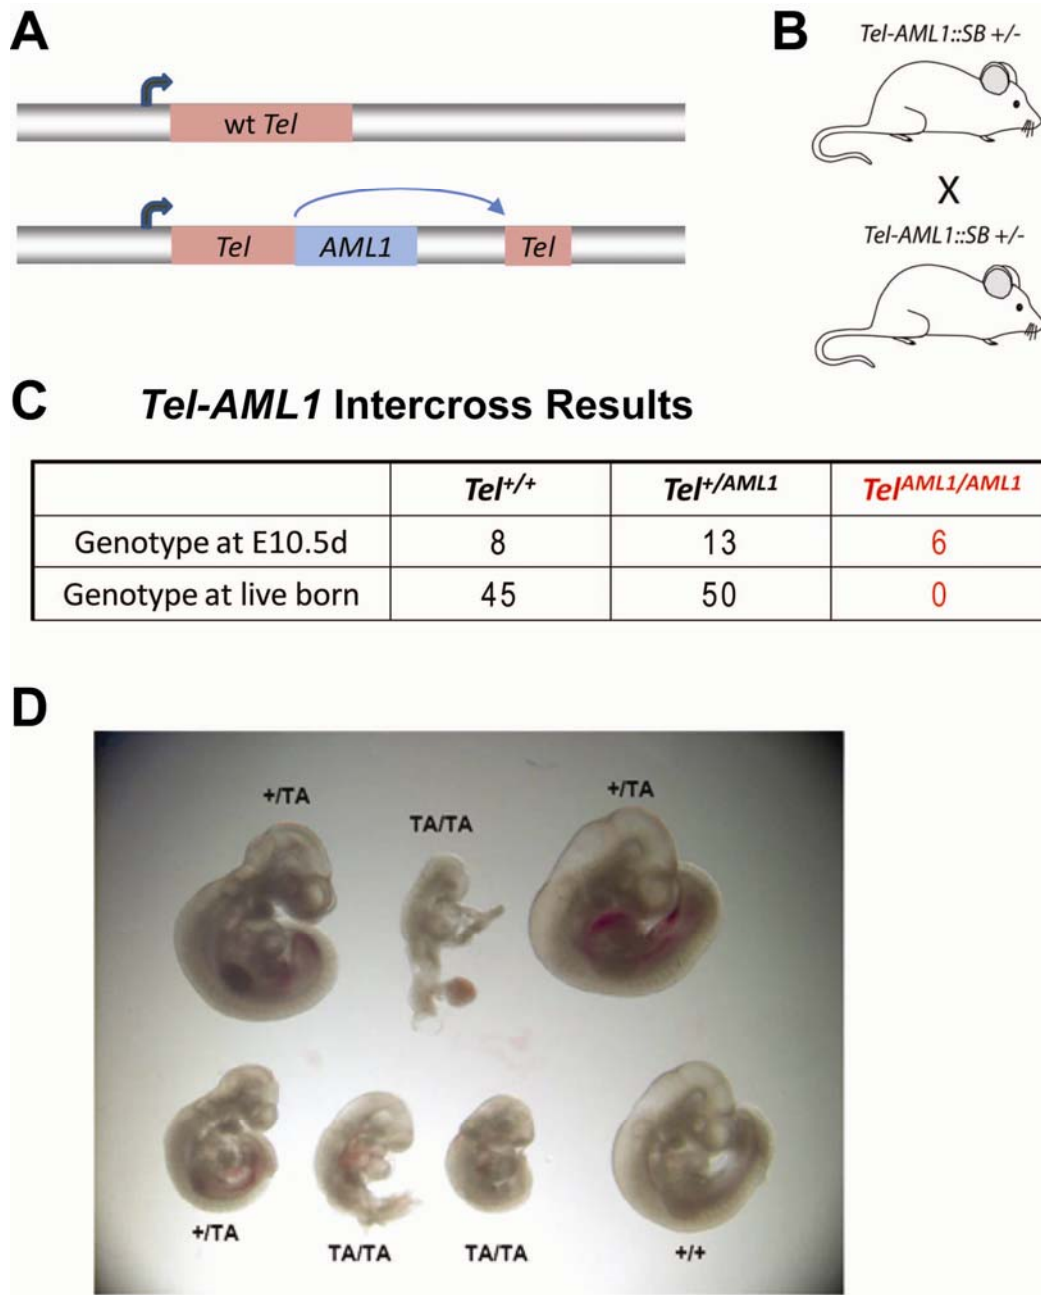 A
wt Tel
Tel AML1 Tel
B
Tel-AML1::SB +/-
X
Tel-AML1::SB +/-
C Tel-AML1 Intercross Results
Tel+/+ Tel+/AML1 TelAML1/AML1
Genotype at E10.5d 8 13 6
Genotype at live born 45 50 0
D
+/TA TA/TA +/TA
+/TA TA/TA TA/TA +/+